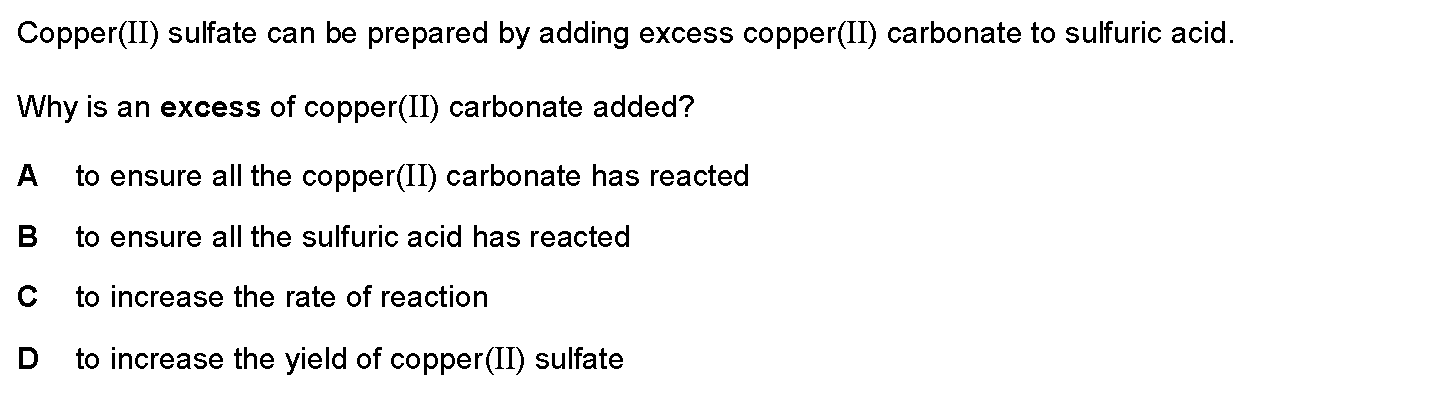 Copper(II) sulfate can be prepared by adding excess copper(II) carbonate to sulfuric acid.
Why is an excess of copper(II) carbonate added?
A to ensure all the copper(II) carbonate has reacted
B to ensure all the sulfuric acid has reacted
C to increase the rate of reaction
D to increase the yield of copper(II) sulfate